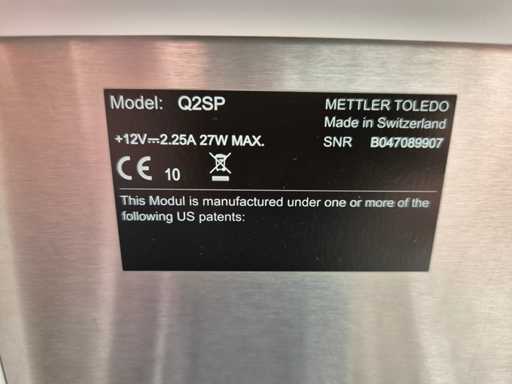 Model: Q2SP
METTLER TOLEDO
Made in Switzerland
+12V⎓2.25A 27W MAX.
SNR B047089907
CE 10
This Modul is manufactured under one or more of the
following US patents: